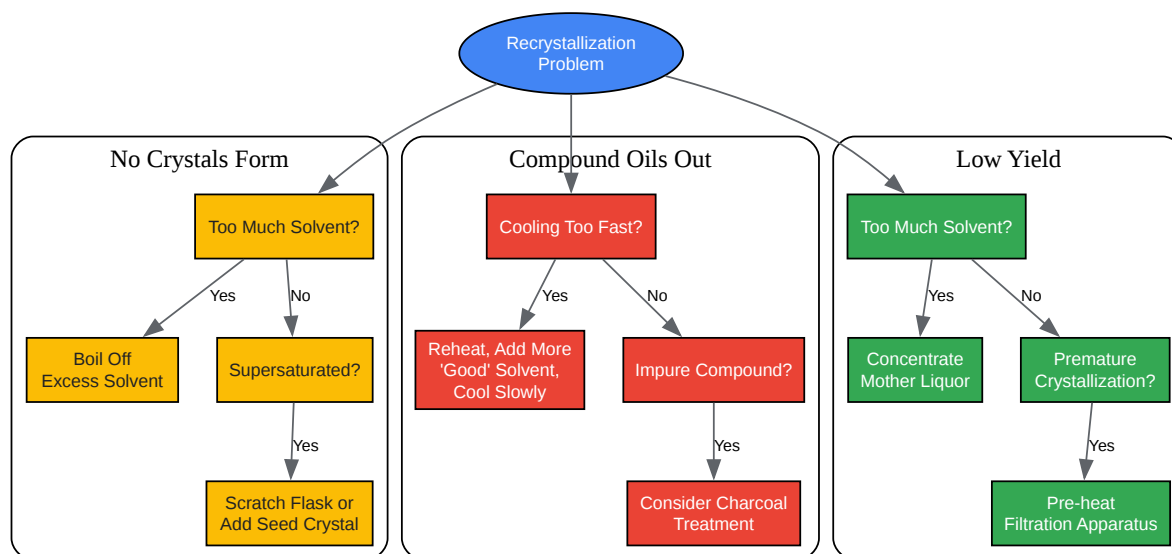 Recrystallization
Problem
No Crystals Form
Too Much Solvent?
Yes
No
Boil Off
Excess Solvent
Supersaturated?
Yes
Scratch Flask or
Add Seed Crystal
Compound Oils Out
Cooling Too Fast?
Yes
No
Reheat, Add More
'Good' Solvent,
Cool Slowly
Impure Compound?
Yes
Consider Charcoal
Treatment
Low Yield
Too Much Solvent?
Yes
No
Concentrate
Mother Liquor
Premature
Crystallization?
Yes
Pre-heat
Filtration Apparatus